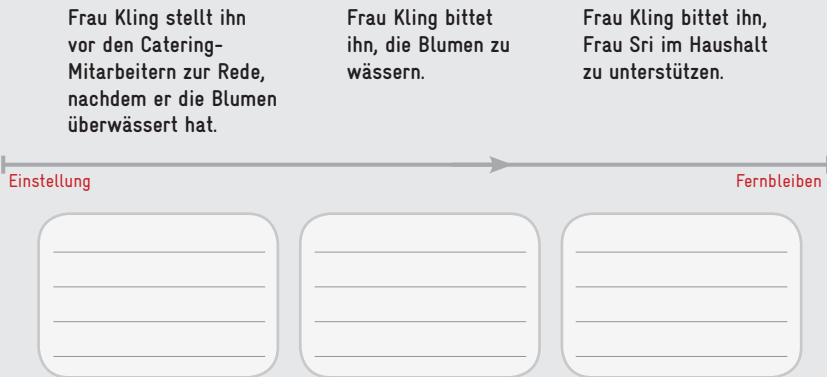 Frau Kling stellt ihn
vor den Catering-
Mitarbeitern zur Rede,
nachdem er die Blumen
überwässert hat.
Frau Kling bittet
ihn, die Blumen zu
wässern.
Frau Kling bittet ihn,
Frau Sri im Haushalt
zu unterstützen.
Einstellung
Fernbleiben